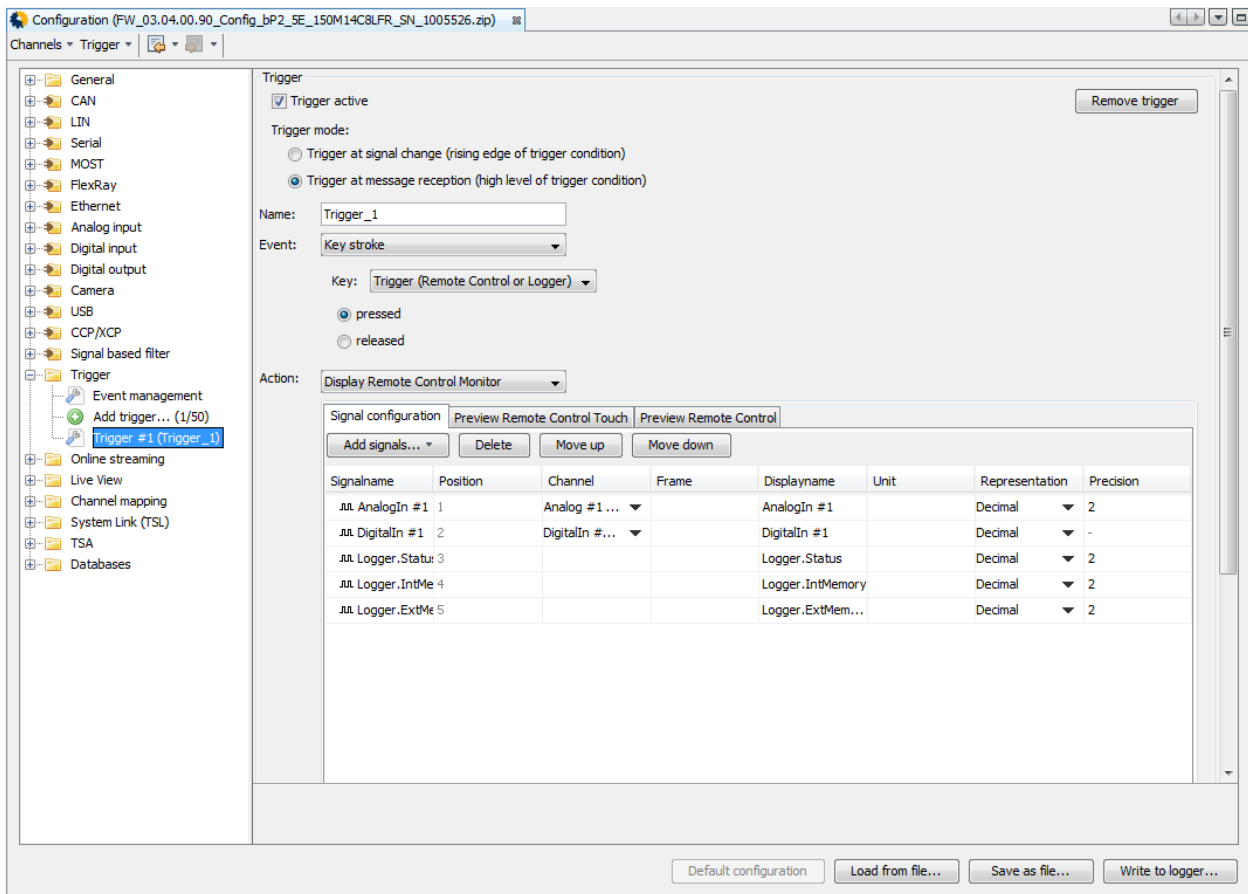 Configuration (FW_03.04.00.90_Config_bP2_5E_150M14C8LFR_SN_1005526.zip)
Channels Trigger
General
CAN
LIN
Serial
MOST
FlexRay
Ethernet
Analog input
Digital input
Digital output
Camera
USB
CCP/XCP
Signal based filter
Trigger
Event management
Add trigger... (1/50)
Trigger #1 (Trigger_1)
Online streaming
Live View
Channel mapping
System Link (TSL)
TSA
Databases
Trigger
Trigger active Remove trigger
Trigger mode:
Trigger at signal change (rising edge of trigger condition)
Trigger at message reception (high level of trigger condition)
Name: Trigger_1
Event: Key stroke
Key: Trigger (Remote Control or Logger)
pressed
released
Action: Display Remote Control Monitor
Signal configuration Preview Remote Control Touch Preview Remote Control
Add signals... Delete Move up Move down
Signalname Position Channel Frame Displayname Unit Representation Precision
AnalogIn #1 1 Analog #1 ... AnalogIn #1 Decimal 2
DigitalIn #1 2 DigitalIn #... DigitalIn #1 Decimal -
Logger.Status 3 Logger.Status Decimal 2
Logger.IntMe 4 Logger.IntMemory Decimal 2
Logger.ExtMe 5 Logger.ExtMem... Decimal 2
Default configuration Load from file... Save as file... Write to logger...